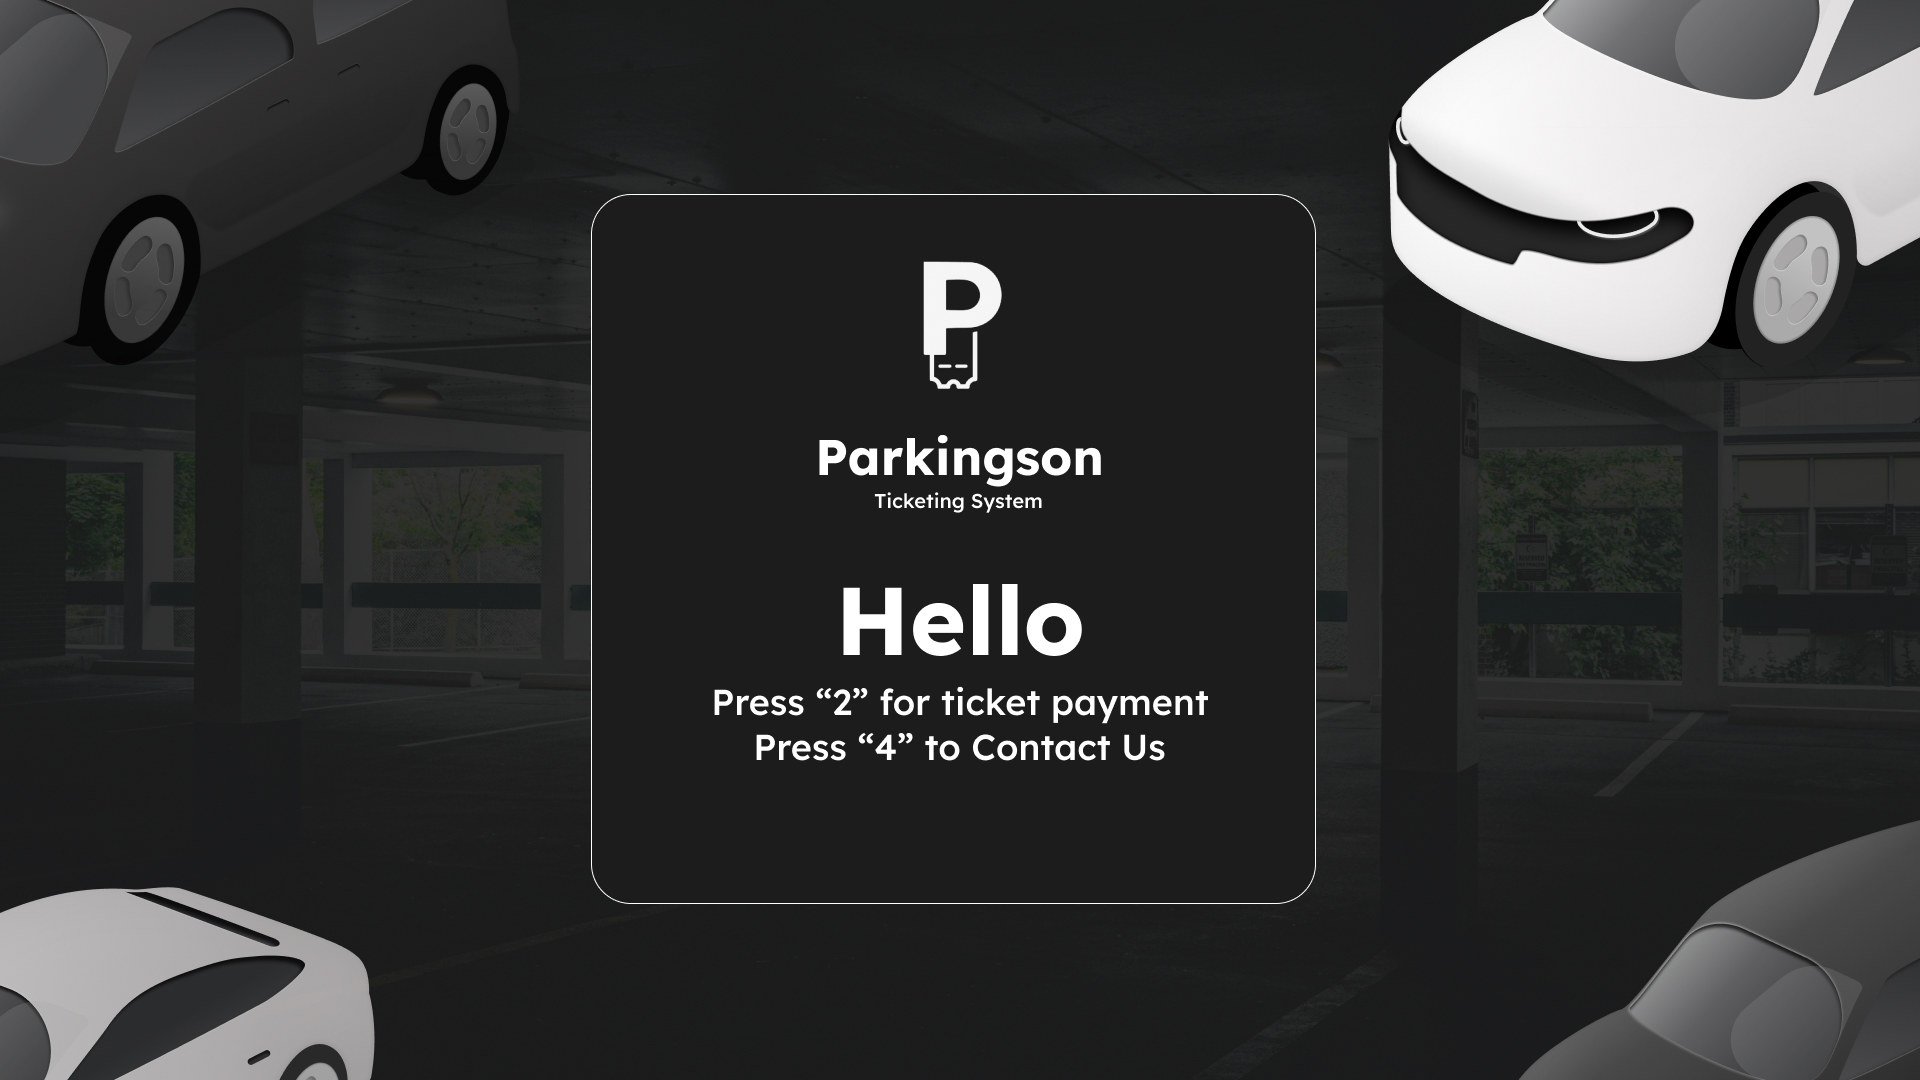 P
Parkingson
Ticketing System
Hello
Press “2” for ticket payment
Press “4” to Contact Us